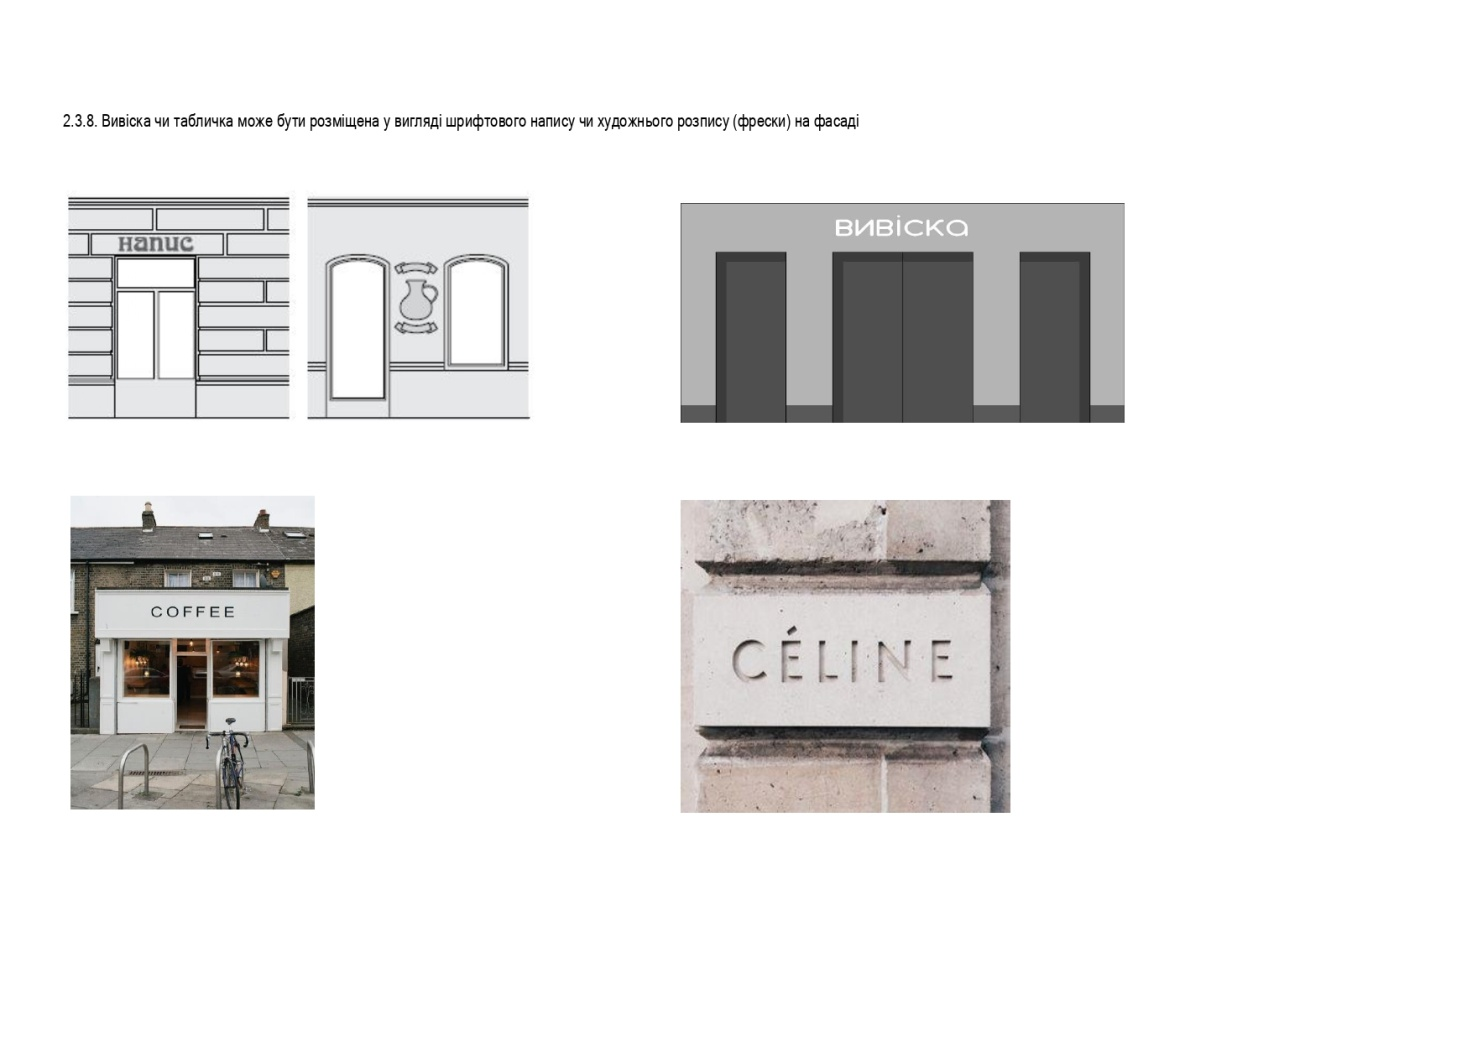 2.3.8. Вивіска чи табличка може бути розміщена у вигляді шрифтового напису чи художнього розпису (фрески) на фасаді
напис
вивіска
COFFEE
CÉLINE